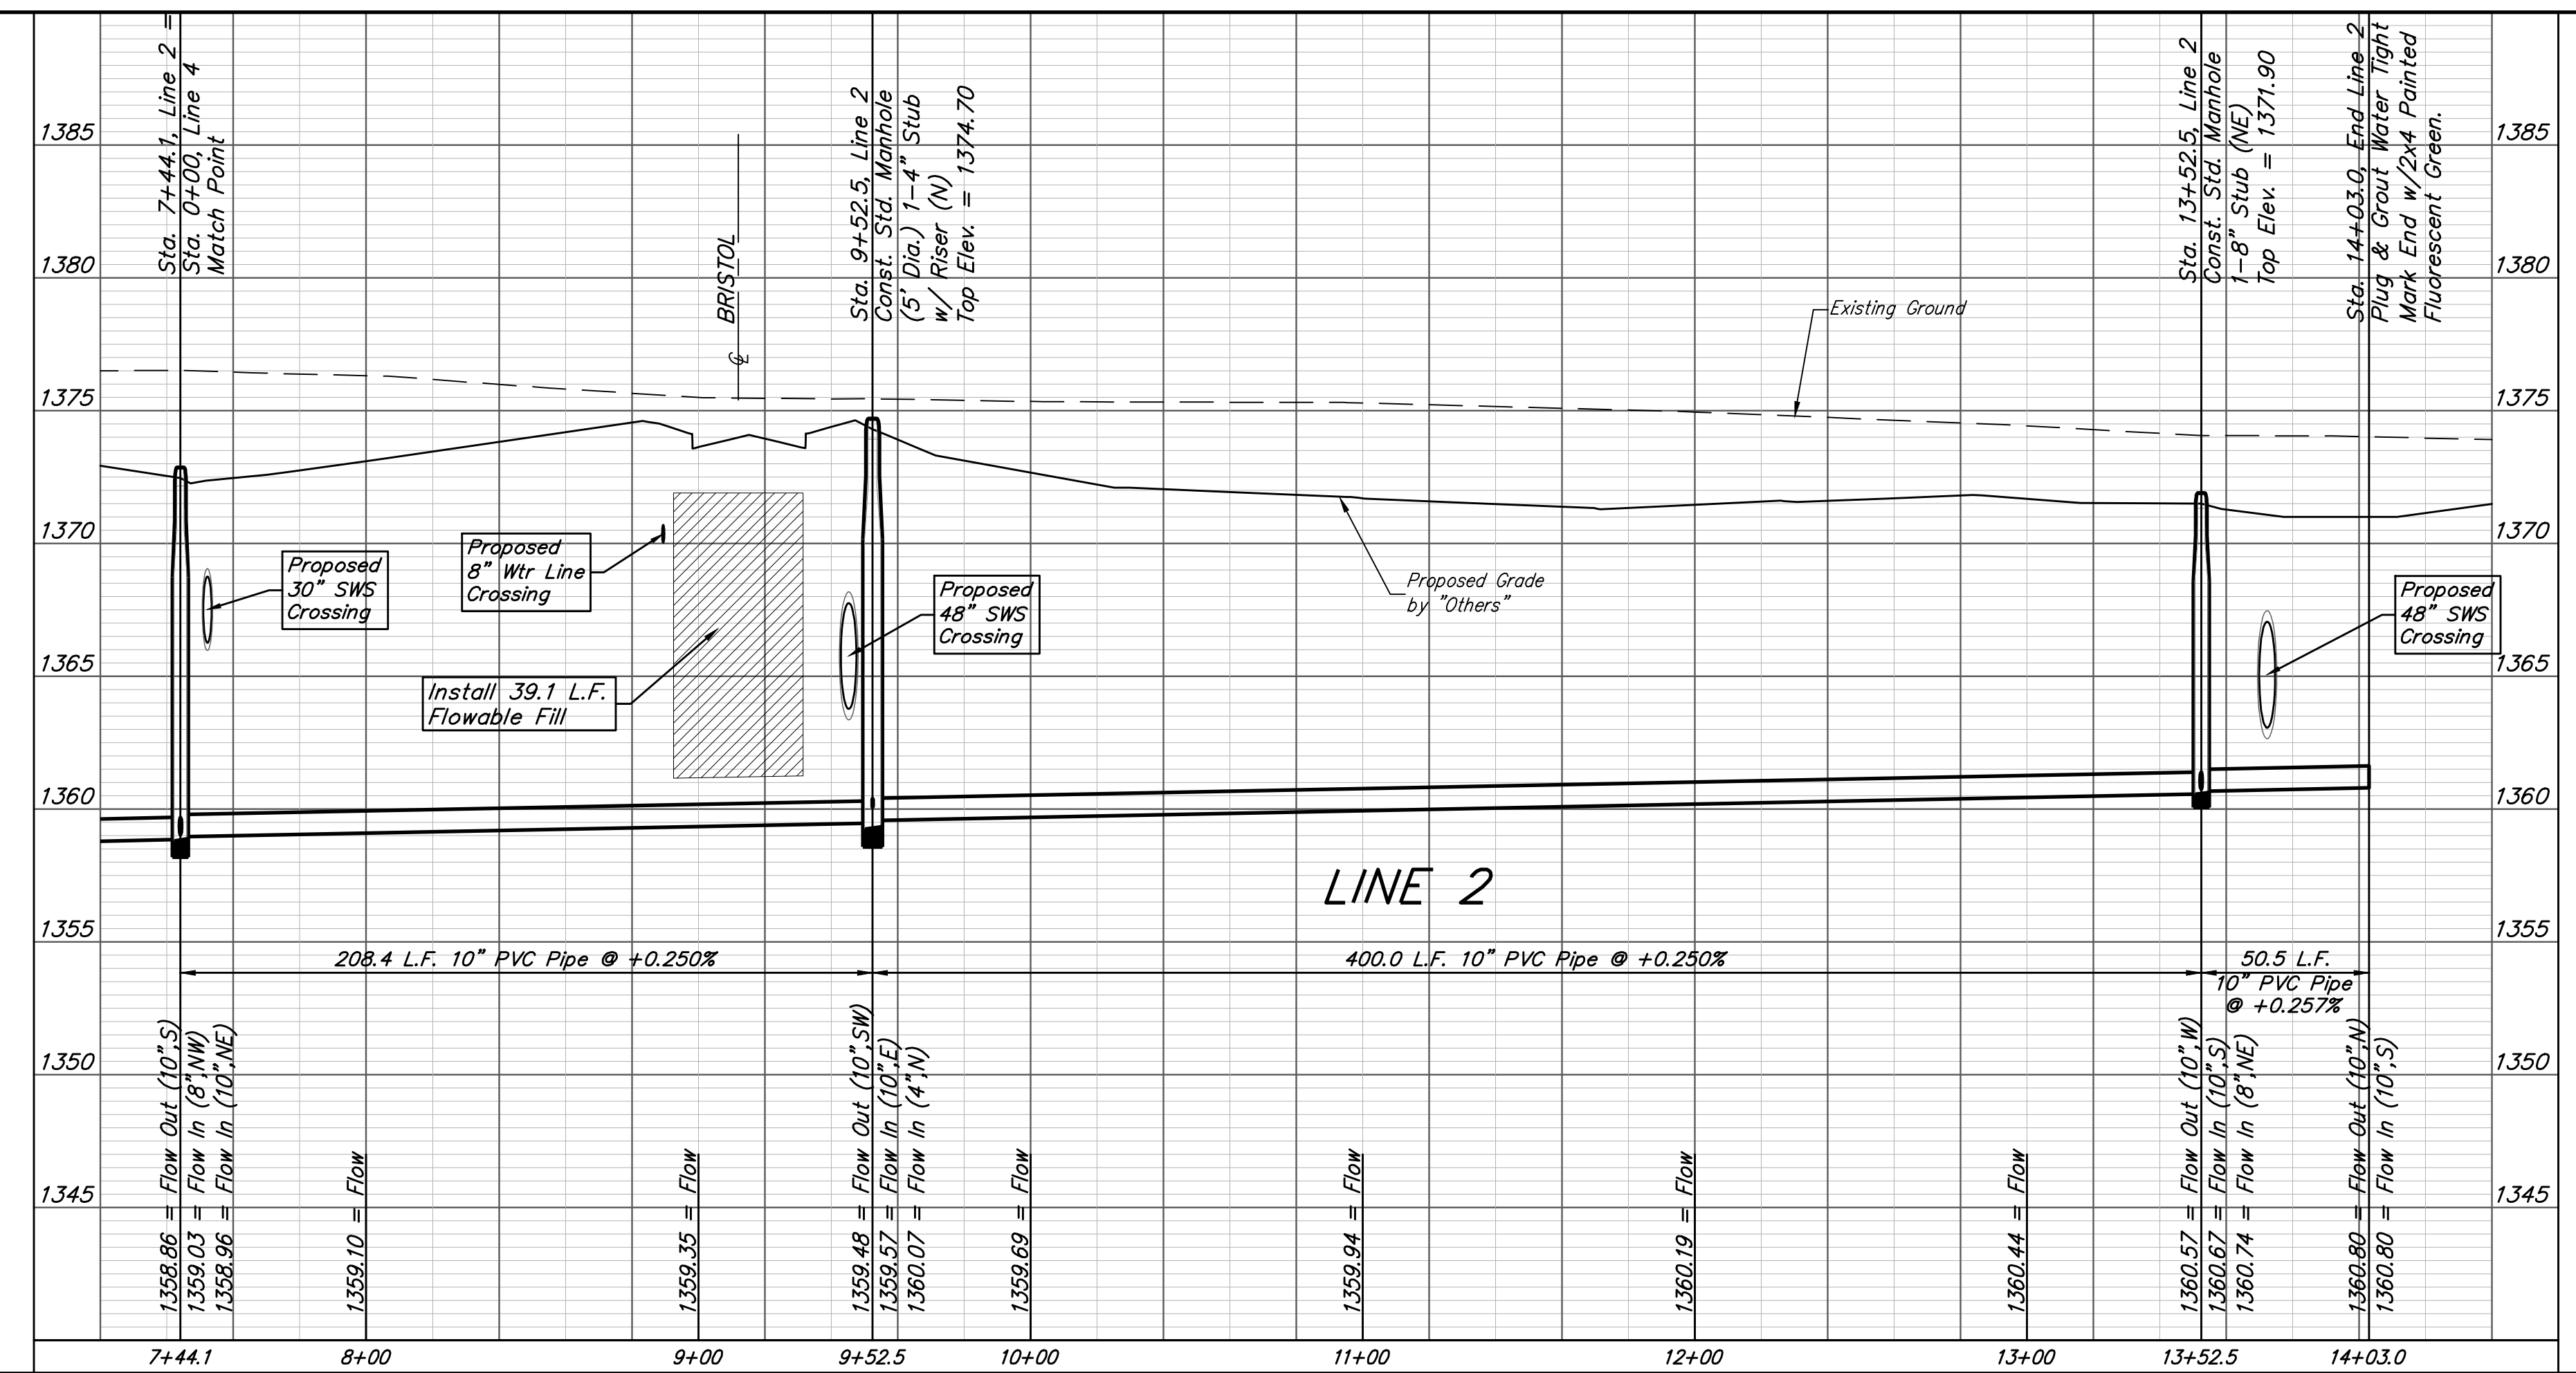 Sta. 7+44.1, Line 2 =
Sta. 0+00, Line 4
Match Point
BRISTOL
℄
Sta. 9+52.5, Line 2
Const. Std. Manhole
(5' Dia.) 1-4" Stub
w/ Riser (N)
Top Elev. = 1374.70
Sta. 13+52.5, Line 2
Const. Std. Manhole
1-8" Stub (NE)
Top Elev. = 1371.90
Sta. 14+03.0, End Line 2
Plug & Grout Water Tight
Mark End w/2x4 Painted
Fluorescent Green.
1385
1380
1375
1370
1365
1360
1355
1350
1345
1385
1380
1375
1370
1365
1360
1355
1350
1345
Existing Ground
Proposed
30" SWS
Crossing
Proposed
8" Wtr Line
Crossing
Install 39.1 L.F.
Flowable Fill
Proposed
48" SWS
Crossing
Proposed Grade
by "Others"
Proposed
48" SWS
Crossing
LINE 2
208.4 L.F. 10" PVC Pipe @ +0.250%
400.0 L.F. 10" PVC Pipe @ +0.250%
50.5 L.F.
10" PVC Pipe
@ +0.257%
1358.86 = Flow Out (10",S)
1359.03 = Flow In (8",NW)
1358.96 = Flow In (10",NE)
1359.10 = Flow
1359.35 = Flow
1359.48 = Flow Out (10",SW)
1359.57 = Flow In (10",E)
1360.07 = Flow In (4",N)
1359.69 = Flow
1359.94 = Flow
1360.19 = Flow
1360.44 = Flow
1360.57 = Flow Out (10",W)
1360.67 = Flow In (10",S)
1360.74 = Flow In (8",NE)
1360.80 = Flow Out (10",N)
1360.80 = Flow In (10",S)
7+44.1
8+00
9+00
9+52.5
10+00
11+00
12+00
13+00
13+52.5
14+03.0